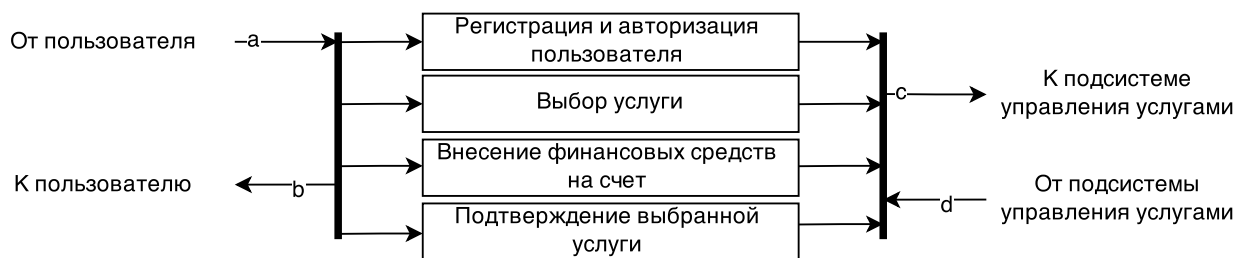 От пользователя
a
Регистрация и авторизация
пользователя
Выбор услуги
c
К подсистеме
управления услугами
Внесение финансовых средств
на счет
К пользователю
b
От подсистемы
управления услугами
d
Подтверждение выбранной
услуги